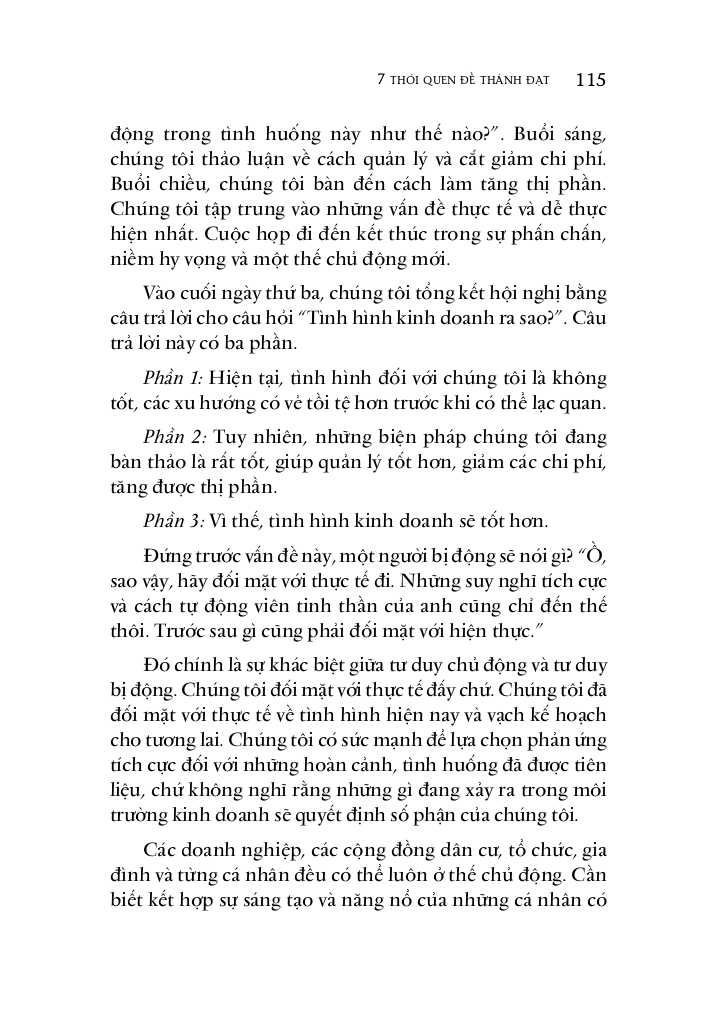 7 THÓI QUEN ĐỂ THÀNH ĐẠT 115
động trong tình huống này như thế nào?”. Buổi sáng,
chúng tôi thảo luận về cách quản lý và cắt giảm chi phí.
Buổi chiều, chúng tôi bàn đến cách làm tăng thị phần.
Chúng tôi tập trung vào những vấn đề thực tế và dễ thực
hiện nhất. Cuộc họp đi đến kết thúc trong sự phấn chấn,
niềm hy vọng và một thế chủ động mới.
Vào cuối ngày thứ ba, chúng tôi tổng kết hội nghị bằng
câu trả lời cho câu hỏi “Tình hình kinh doanh ra sao?”. Câu
trả lời này có ba phần.
Phần 1: Hiện tại, tình hình đối với chúng tôi là không
tốt, các xu hướng có vẻ tồi tệ hơn trước khi có thể lạc quan.
Phần 2: Tuy nhiên, những biện pháp chúng tôi đang
bàn thảo là rất tốt, giúp quản lý tốt hơn, giảm các chi phí,
tăng được thị phần.
Phần 3: Vì thế, tình hình kinh doanh sẽ tốt hơn.
Đứng trước vấn đề này, một người bị động sẽ nói gì? “Ồ,
sao vậy, hãy đối mặt với thực tế đi. Những suy nghĩ tích cực
và cách tự động viên tinh thần của anh cũng chỉ đến thế
thôi. Trước sau gì cũng phải đối mặt với hiện thực.”
Đó chính là sự khác biệt giữa tư duy chủ động và tư duy
bị động. Chúng tôi đối mặt với thực tế đấy chứ. Chúng tôi đã
đối mặt với thực tế về tình hình hiện nay và vạch kế hoạch
cho tương lai. Chúng tôi có sức mạnh để lựa chọn phản ứng
tích cực đối với những hoàn cảnh, tình huống đã được tiên
liệu, chứ không nghĩ rằng những gì đang xảy ra trong môi
trường kinh doanh sẽ quyết định số phận của chúng tôi.
Các doanh nghiệp, các cộng đồng dân cư, tổ chức, gia
đình và từng cá nhân đều có thể luôn ở thế chủ động. Cần
biết kết hợp sự sáng tạo và năng nổ của những cá nhân có